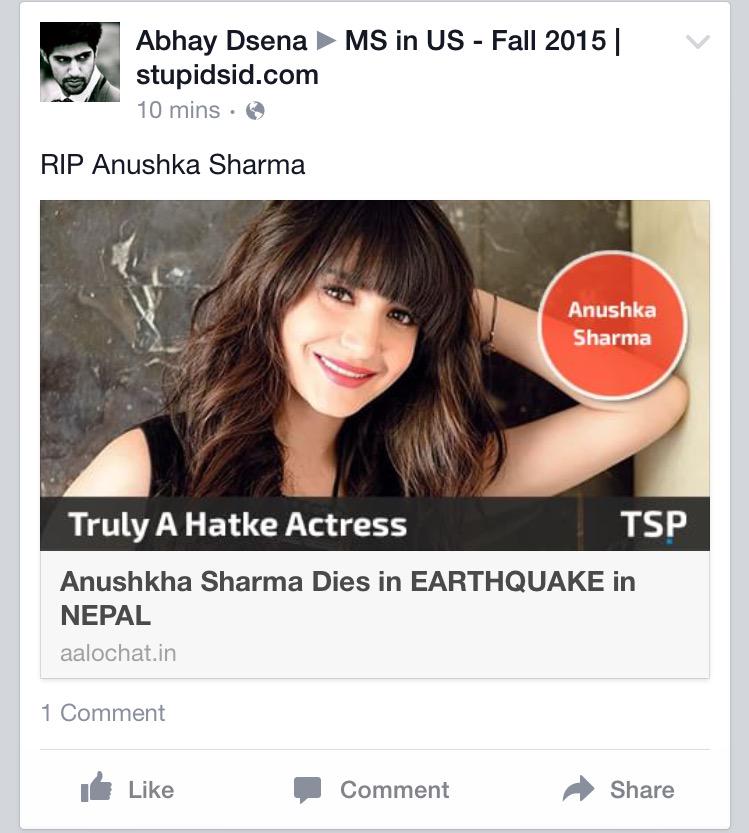 Abhay Dsena ▶ MS in US - Fall 2015 |
stupidsid.com
10 mins ·
RIP Anushka Sharma
Anushka
Sharma
Truly A Hatke Actress
TSP
Anushkha Sharma Dies in EARTHQUAKE in
NEPAL
aalochat.in
1 Comment
Like
Comment
Share